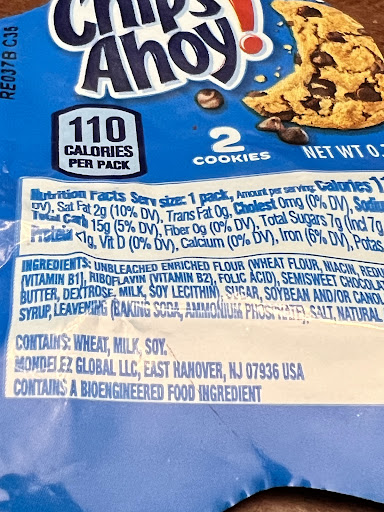 Chips
Ahoy!
RE037B C35
110
CALORIES
PER PACK
2
COOKIES
NET WT 0.
Nutrition Facts Serv size: 1 pack, Amount per serving: Calories 11
DV), Sat Fat 2g (10% DV), Trans Fat 0g, Cholest 0mg (0% DV), Sodiu
Total Carb 15g (5% DV), Fiber 0g (0% DV), Total Sugars 7g (Incl 7g
Protein <1g, Vit D (0% DV), Calcium (0% DV), Iron (6% DV), Potas
INGREDIENTS: UNBLEACHED ENRICHED FLOUR (WHEAT FLOUR, NIACIN, REDU
(VITAMIN B1), RIBOFLAVIN (VITAMIN B2), FOLIC ACID), SEMISWEET CHOCOLA
BUTTER, DEXTROSE, MILK, SOY LECITHIN), SUGAR, SOYBEAN AND/OR CANOL
SYRUP, LEAVENING (BAKING SODA, AMMONIUM PHOSPHATE), SALT, NATURAL
CONTAINS: WHEAT, MILK, SOY.
MONDELEZ GLOBAL LLC, EAST HANOVER, NJ 07936 USA
CONTAINS A BIOENGINEERED FOOD INGREDIENT